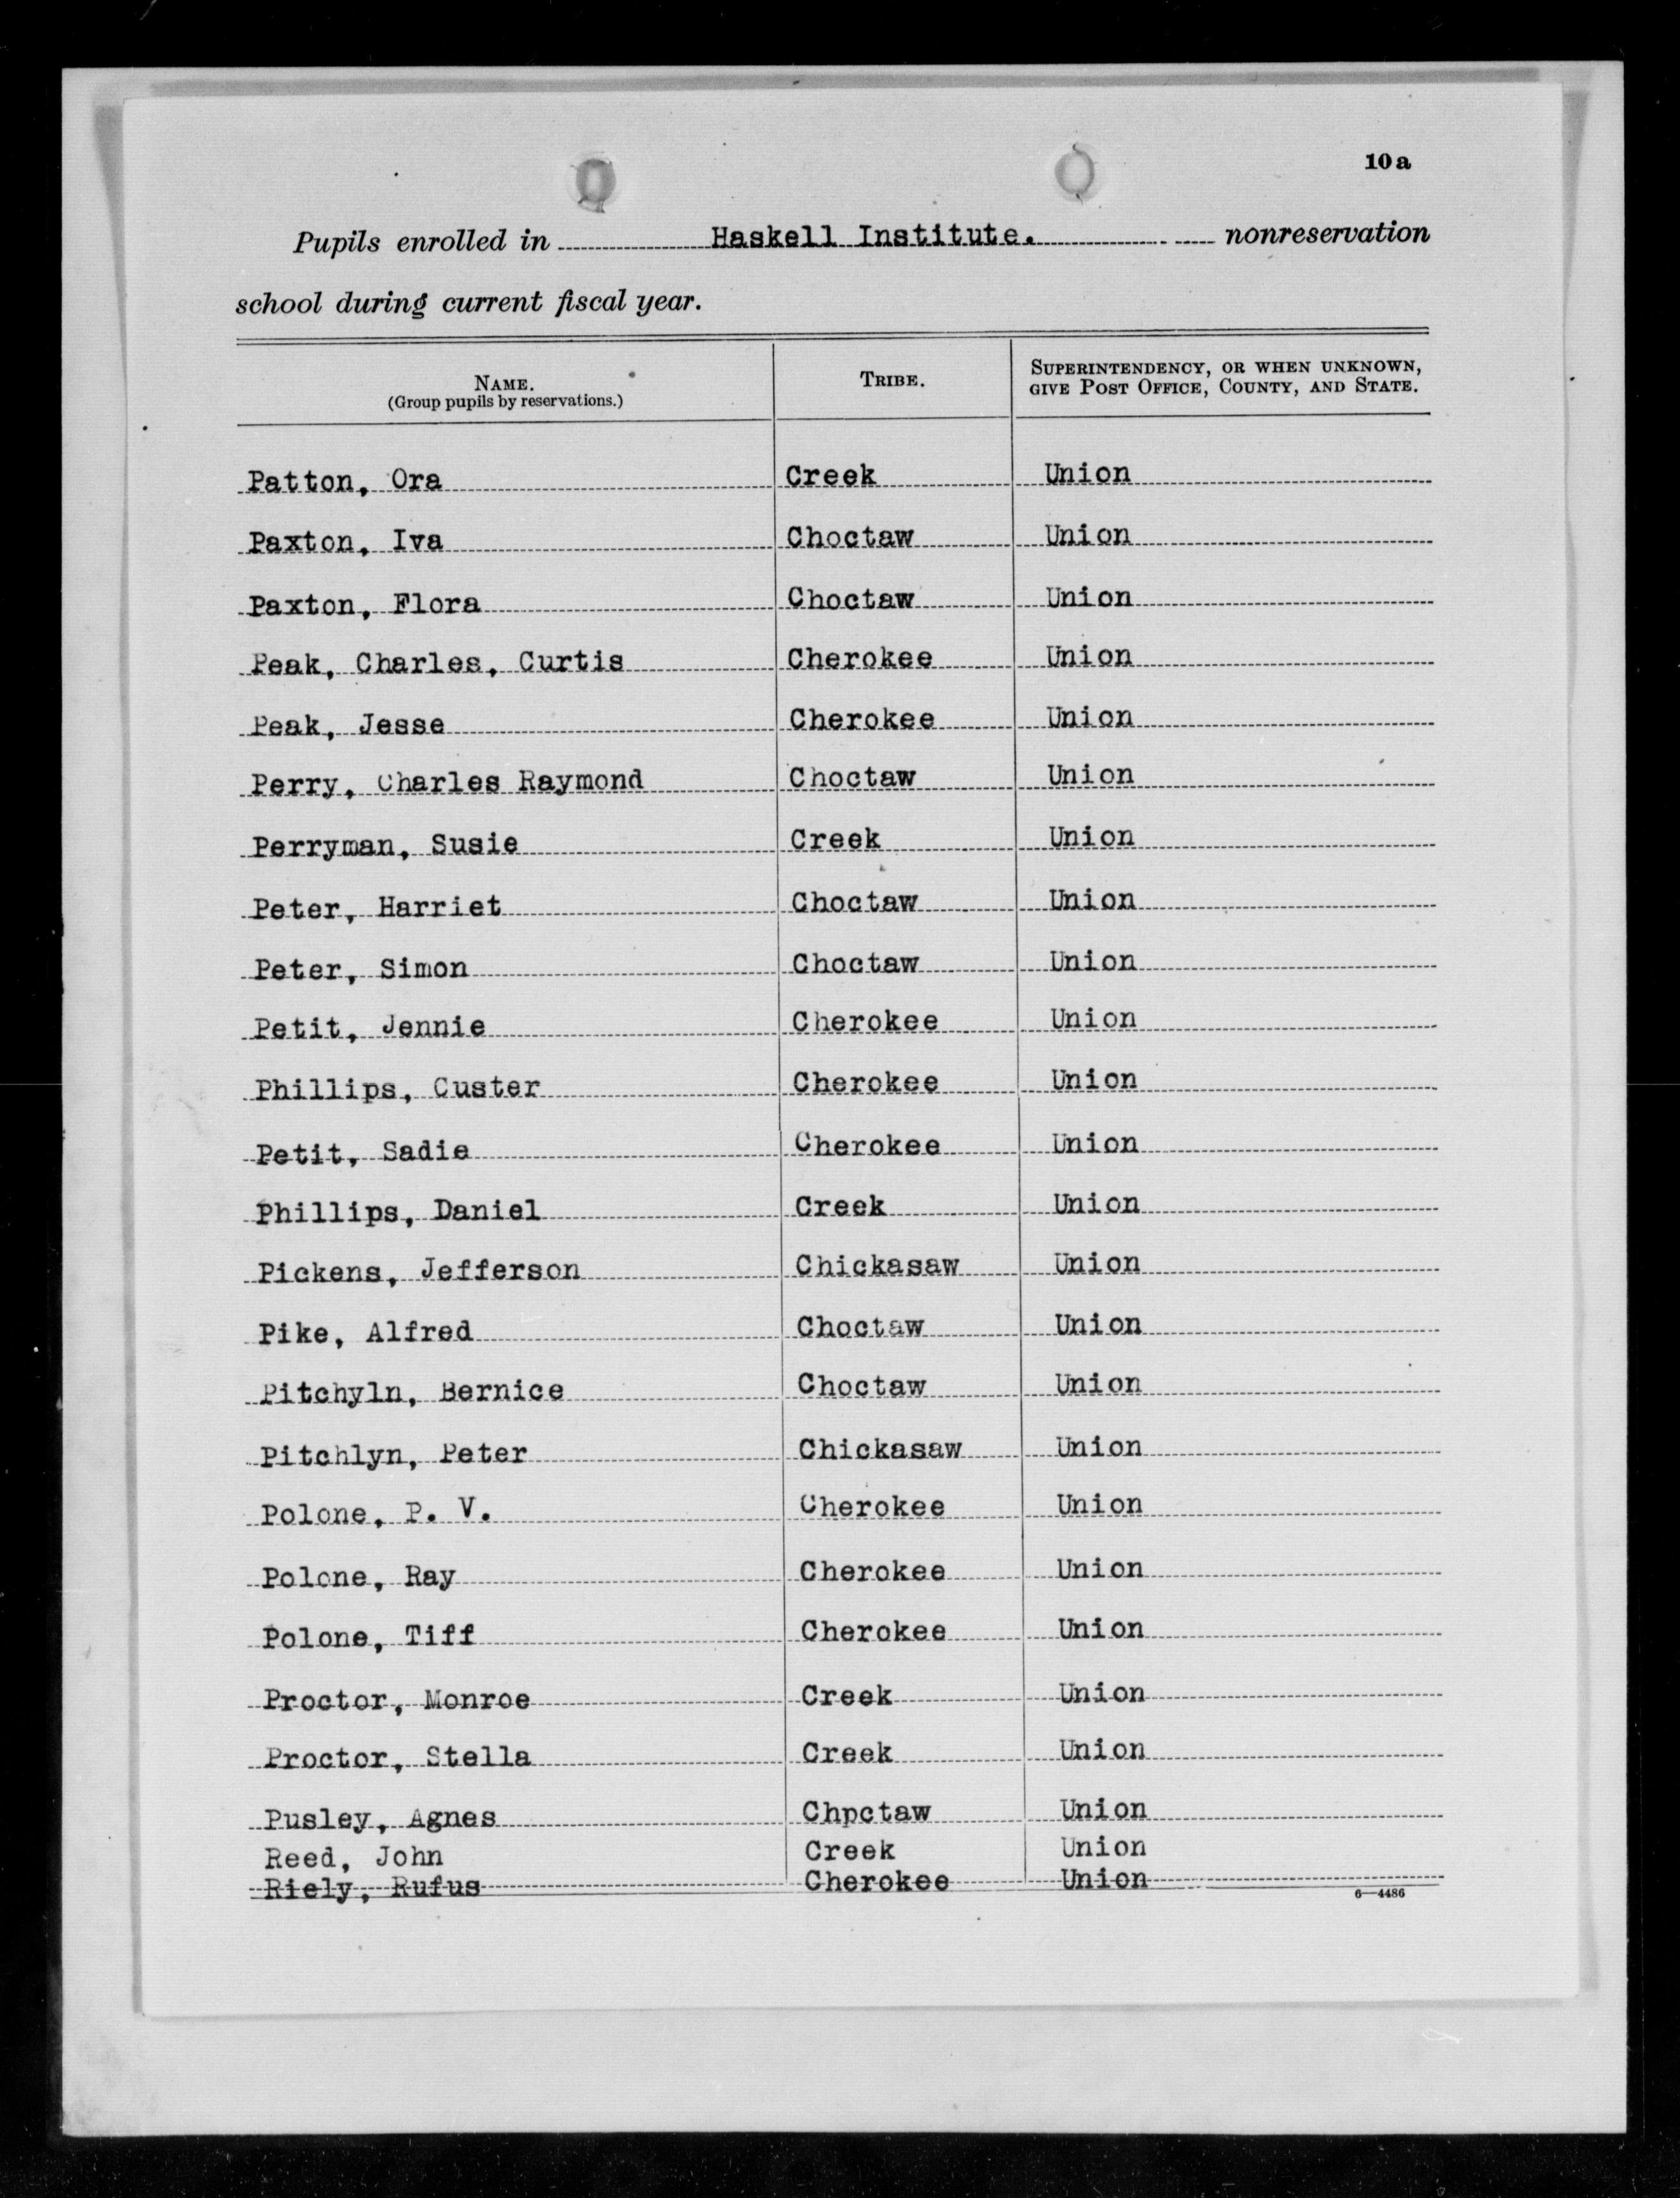 10a
Pupils enrolled in Haskell Institute. nonreservation
school during current fiscal year.
NAME.
(Group pupils by reservations.)
TRIBE.
SUPERINTENDENCY, OR WHEN UNKNOWN,
GIVE POST OFFICE, COUNTY, AND STATE.
Patton, Ora Creek Union
Paxton, Iva Choctaw Union
Paxton, Flora Choctaw Union
Peak, Charles, Curtis Cherokee Union
Peak, Jesse Cherokee Union
Perry, Charles Raymond Choctaw Union
Perryman, Susie Creek Union
Peter, Harriet Choctaw Union
Peter, Simon Choctaw Union
Petit, Jennie Cherokee Union
Phillips, Custer Cherokee Union
Petit, Sadie Cherokee Union
Phillips, Daniel Creek Union
Pickens, Jefferson Chickasaw Union
Pike, Alfred Choctaw Union
Pitchyln, Bernice Choctaw Union
Pitchlyn, Peter Chickasaw Union
Polone, P. V. Cherokee Union
Polone, Ray Cherokee Union
Polone, Tiff Cherokee Union
Proctor, Monroe Creek Union
Proctor, Stella Creek Union
Pusley, Agnes Chpctaw Union
Reed, John Creek Union
Riely, Rufus Cherokee Union
6—4486